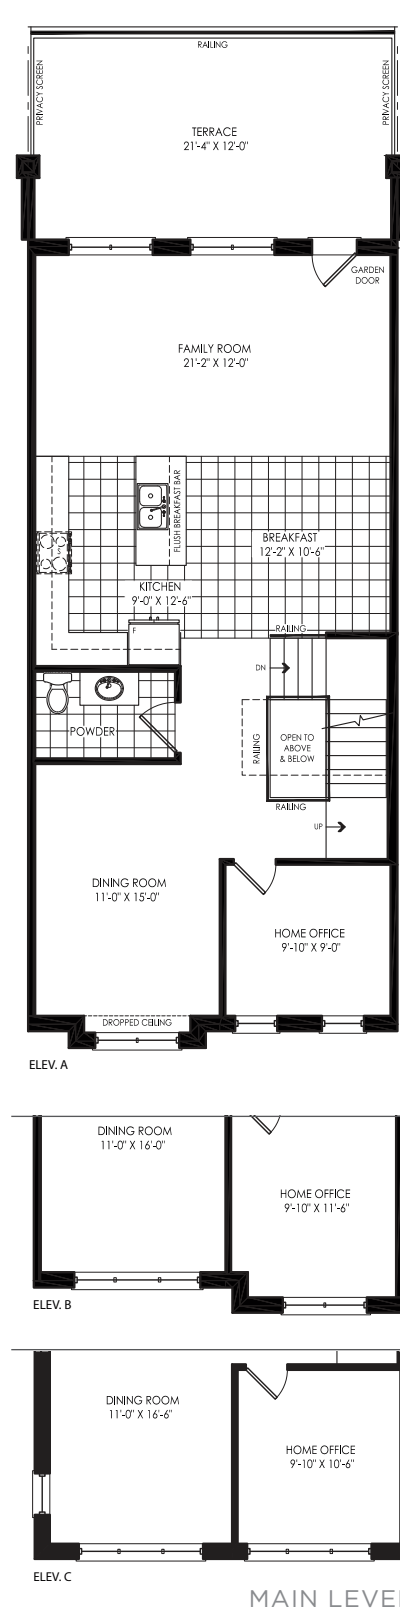 RAILING
PRIVACY SCREEN
PRIVACY SCREEN
TERRACE
21'-4" X 12'-0"
GARDEN
DOOR
FAMILY ROOM
21'-2" X 12'-0"
FLUSH BREAKFAST BAR
BREAKFAST
12'-2" X 10'-6"
KITCHEN
9'-0" X 12'-6"
F
S
RAILING
DN
POWDER
RAILING
OPEN TO
ABOVE
& BELOW
RAILING
UP
DINING ROOM
11'-0" X 15'-0"
HOME OFFICE
9'-10" X 9'-0"
DROPPED CEILING
ELEV. A
DINING ROOM
11'-0" X 16'-0"
HOME OFFICE
9'-10" X 11'-6"
ELEV. B
DINING ROOM
11'-0" X 16'-6"
HOME OFFICE
9'-10" X 10'-6"
ELEV. C
MAIN LEVE